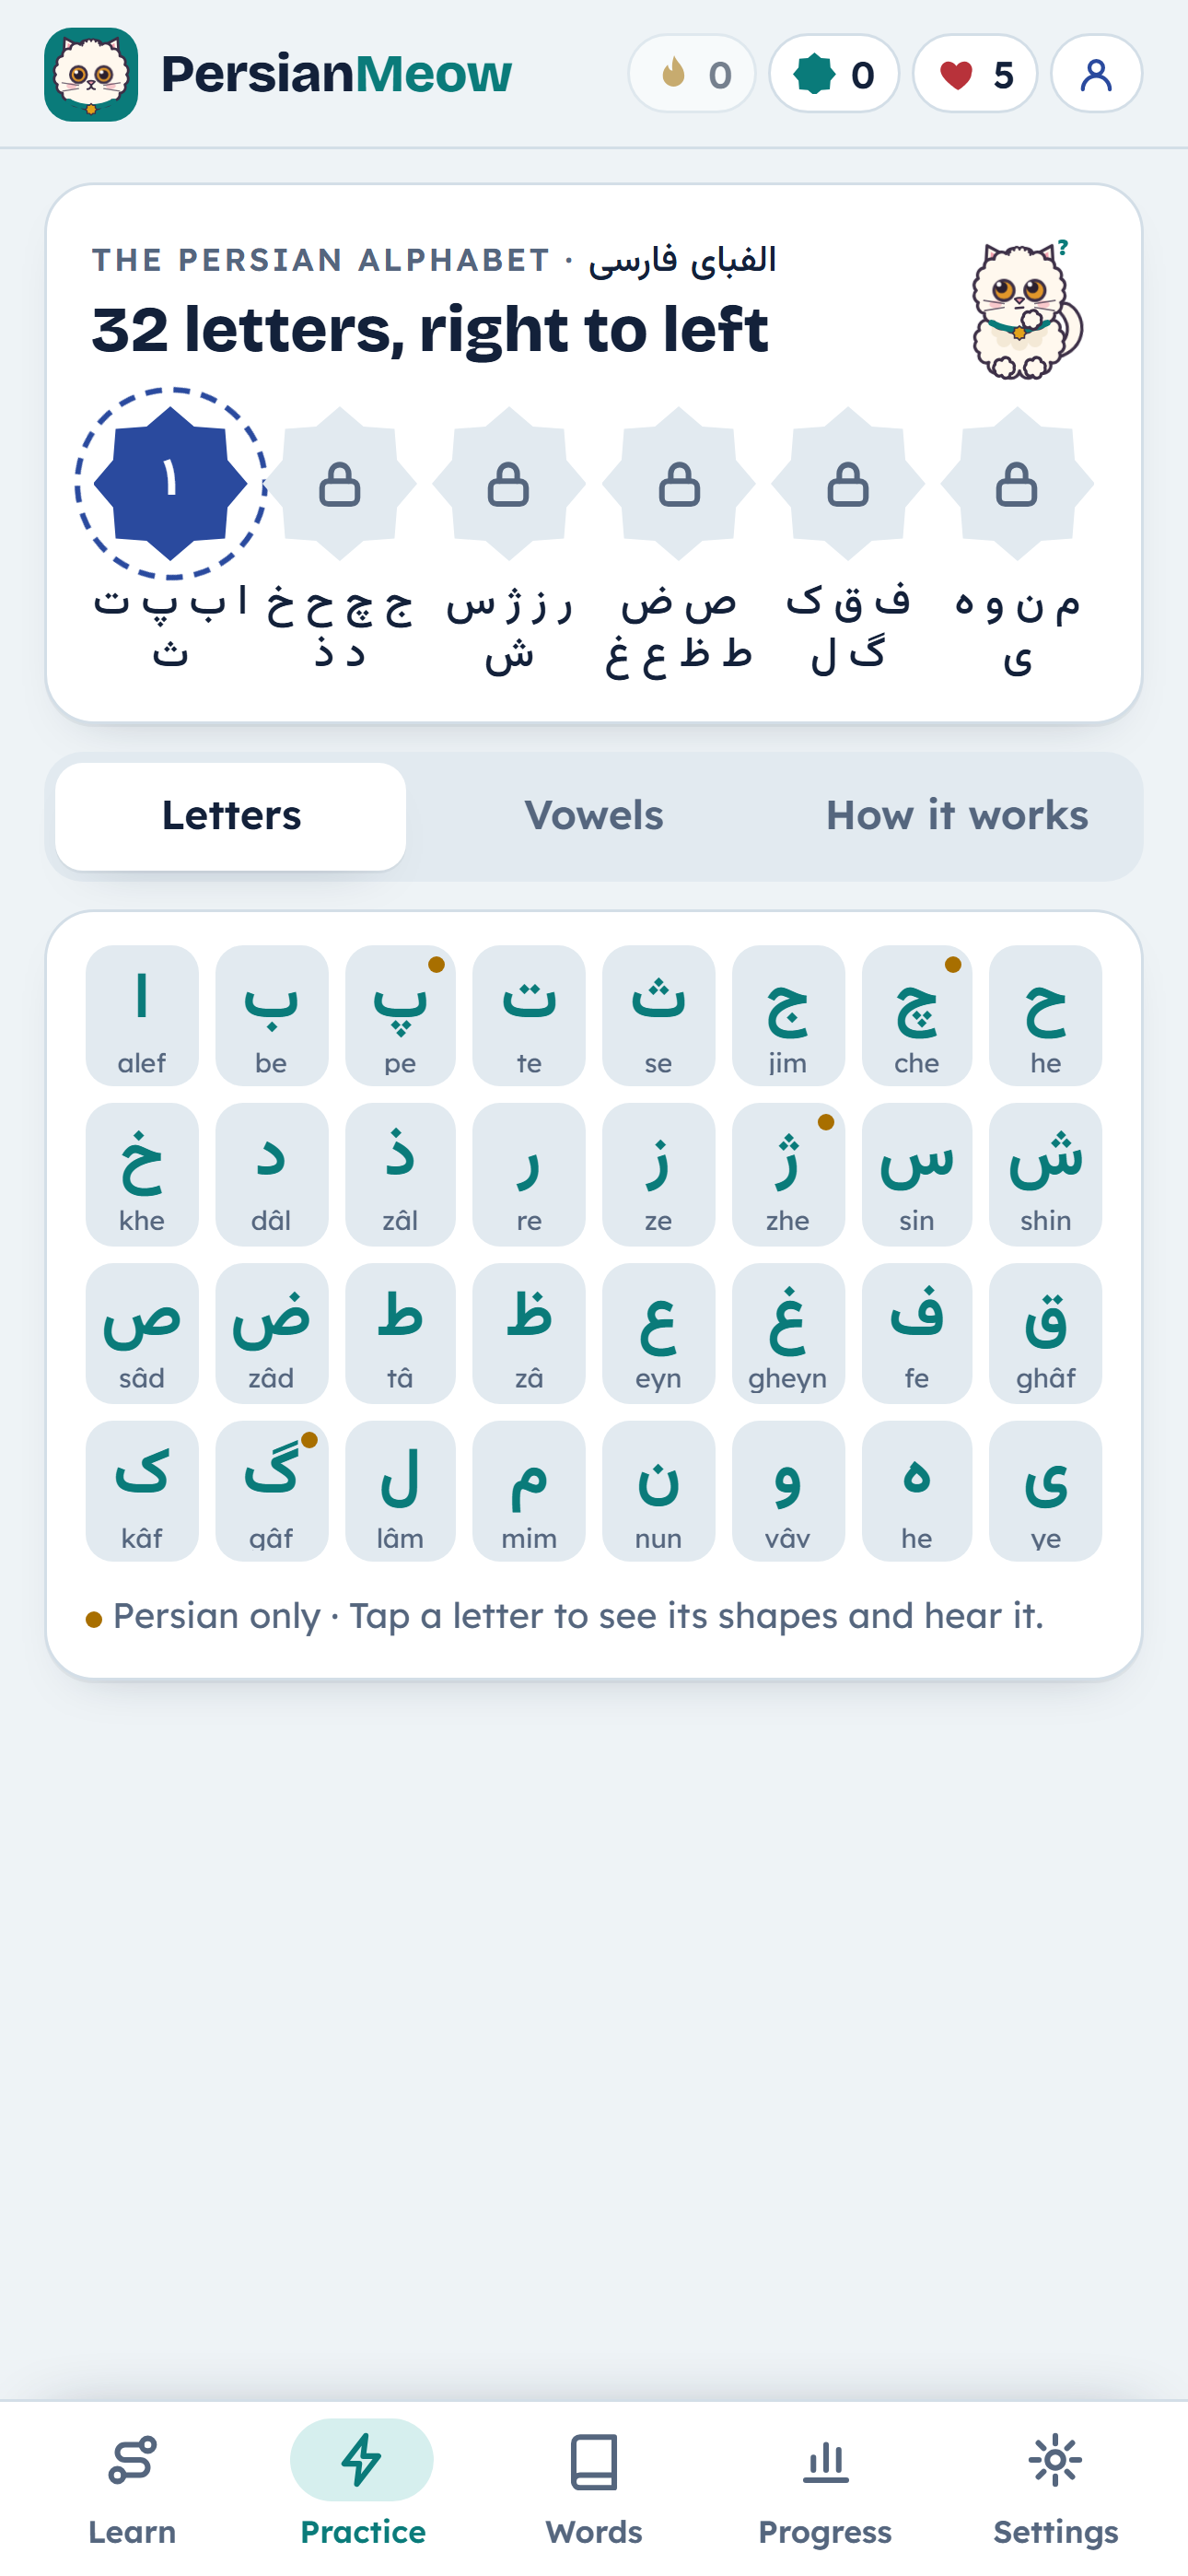 PersianMeow 0 0 5
THE PERSIAN ALPHABET · الفبای فارسی
32 letters, right to left
?
۱
ا ب پ ت ث
ج چ ح خ د ذ
ر ز ژ س ش
ص ض ط ظ ع غ
ف ق ک گ ل
م ن و ه ی
Letters Vowels How it works
ا ب پ ت ث ج چ ح
alef be pe te se jim che he
خ د ذ ر ز ژ س ش
khe dâl zâl re ze zhe sin shin
ص ض ط ظ ع غ ف ق
sâd zâd tâ zâ eyn gheyn fe ghâf
ک گ ل م ن و ه ی
kâf gâf lâm mim nun vâv he ye
Persian only · Tap a letter to see its shapes and hear it.
Learn Practice Words Progress Settings